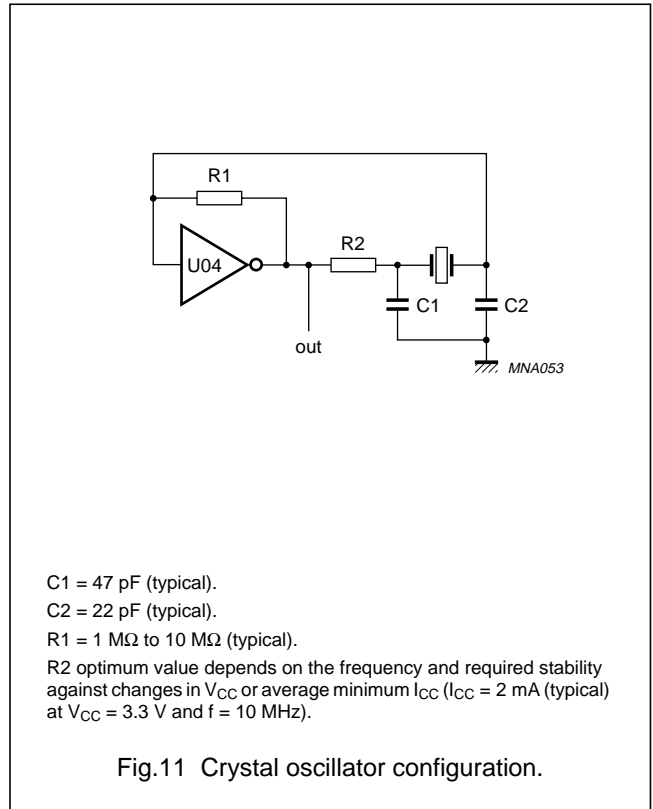 R1
R2
U04
C1
C2
out
MNA053
C1 = 47 pF (typical).
C2 = 22 pF (typical).
R1 = 1 MΩ to 10 MΩ (typical).
R2 optimum value depends on the frequency and required stability
against changes in VCC or average minimum ICC (ICC = 2 mA (typical)
at VCC = 3.3 V and f = 10 MHz).
Fig.11 Crystal oscillator configuration.